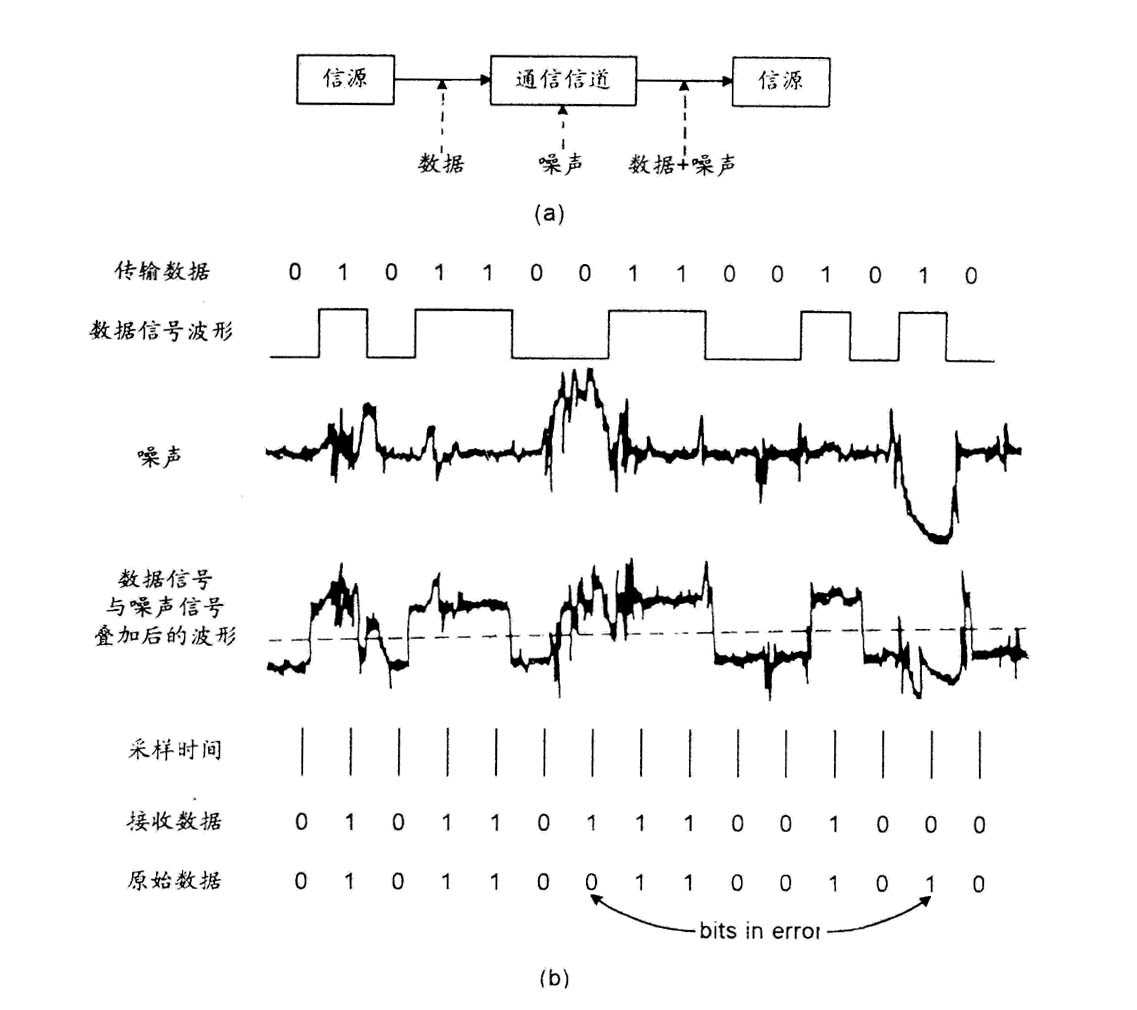 信源 通信信道 信源
数据 噪声 数据+噪声
(a)
传输数据 0 1 0 1 1 0 0 1 1 0 0 1 0 1 0
数据信号波形
噪声
数据信号
与噪声信号
叠加后的波形
采样时间
接收数据 0 1 0 1 1 0 1 1 1 0 0 1 0 0 0
原始数据 0 1 0 1 1 0 0 1 1 0 0 1 0 1 0
bits in error
(b)